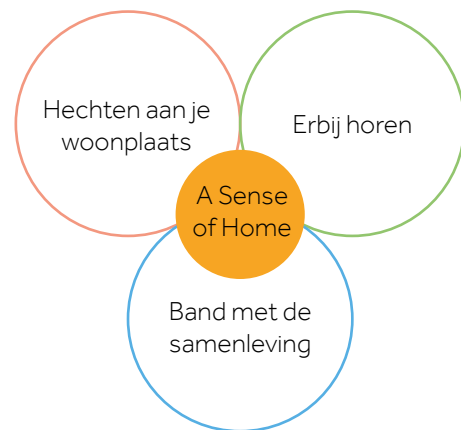 Hechten aan je
woonplaats
Erbij horen
A Sense
of Home
Band met de
samenleving